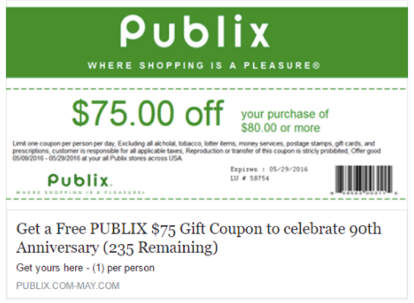 Publix
WHERE SHOPPING IS A PLEASURE®
$75.00 off
your purchase of
$80.00 or more
Limit one coupon per person per day, Excluding all alchohal, tobacco, lotter items, money services, postage stamps, gift cards, and
prescriptions, customer is responsible for all applicable taxes, Reproduction or transfer of this coupon is strictly probibited, Offer good
05/09/2016 - 05/29/2016 at your all Publix stores across USA.
Expires : 05/29/2016
LU # 58754
Publix.
WHERE SHOPPING IS A PLEASURE.®
Get a Free PUBLIX $75 Gift Coupon to celebrate 90th
Anniversary (235 Remaining)
Get yours here - (1) per person
PUBLIX.COM-MAY.COM